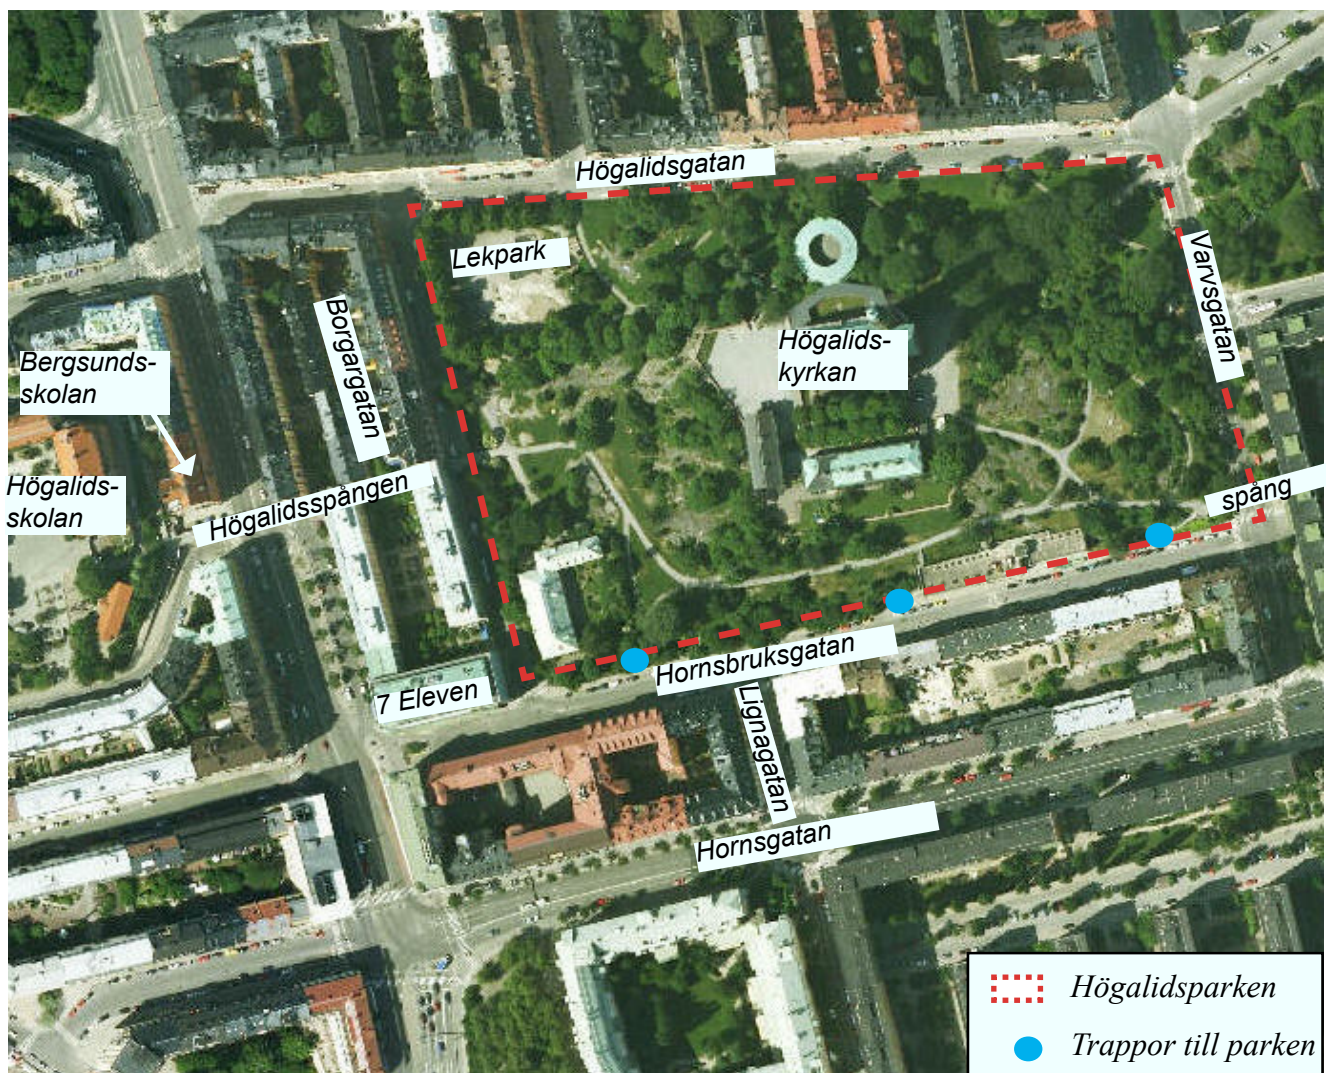 Högalidsgatan
Lekpark
Varvsgatan
Borgargatan
Högalids-
kyrkan
Bergsunds-
skolan
Högalids-
skolan
Högalidsspången
spång
Hornsbruksgatan
7 Eleven
Lignagatan
Hornsgatan
Högalidsparken
Trappor till parken